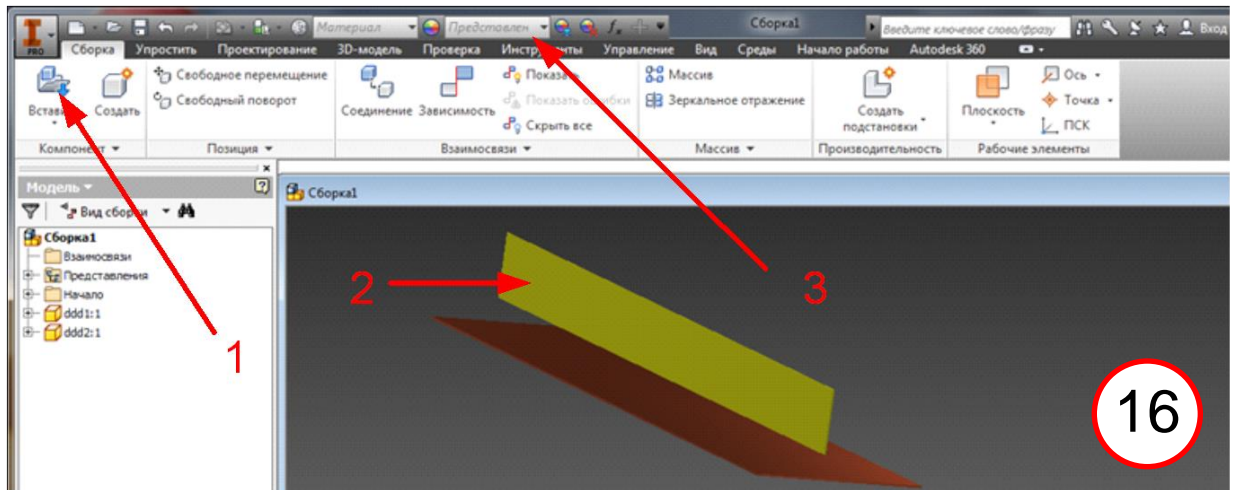 PRO
Материал
Представлен
Сборка1
Введите ключевое слово/фразу
Вход
Сборка Упростить Проектирование 3D-модель Проверка Инструменты Управление Вид Среды Начало работы Autodesk 360
Свободное перемещение
Показать
Массив
Ось
Свободный поворот
Показать ошибки
Зеркальное отражение
Точка
Вставить Создать
Соединение Зависимость
Скрыть все
Создать подстановки
Плоскость
ПСК
Компонент
Позиция
Взаимосвязи
Массив
Производительность
Рабочие элементы
Модель
Сборка1
Вид сборки
Сборка1
Взаимосвязи
Представления
Начало
ddd1:1
ddd2:1
1
2
3
16